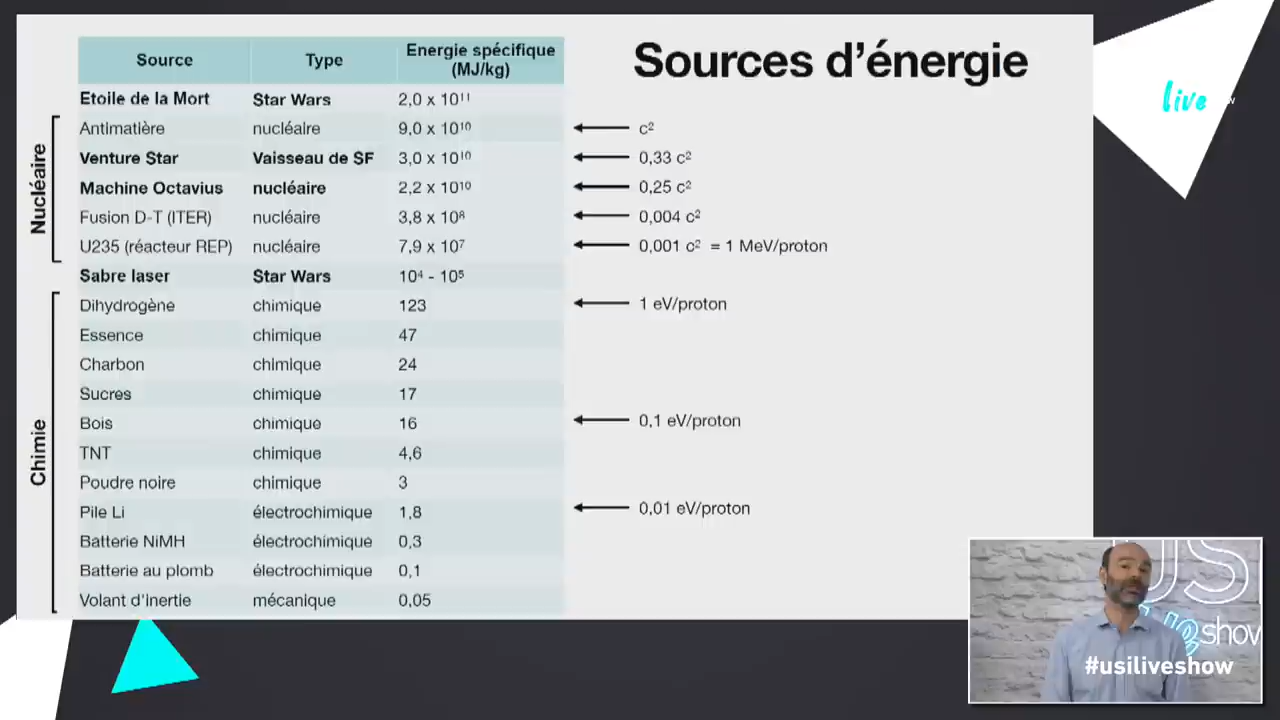 Sources d'énergie
Source Type Energie spécifique (MJ/kg)
Etoile de la Mort Star Wars 2,0 x 10¹¹
Antimatière nucléaire 9,0 x 10¹⁰ c²
Venture Star Vaisseau de SF 3,0 x 10¹⁰ 0,33 c²
Machine Octavius nucléaire 2,2 x 10¹⁰ 0,25 c²
Fusion D-T (ITER) nucléaire 3,8 x 10⁸ 0,004 c²
U235 (réacteur REP) nucléaire 7,9 x 10⁷ 0,001 c² = 1 MeV/proton
Sabre laser Star Wars 10⁴ - 10⁵
Dihydrogène chimique 123 1 eV/proton
Essence chimique 47
Charbon chimique 24
Sucres chimique 17
Bois chimique 16 0,1 eV/proton
TNT chimique 4,6
Poudre noire chimique 3
Pile Li électrochimique 1,8 0,01 eV/proton
Batterie NiMH électrochimique 0,3
Batterie au plomb électrochimique 0,1
Volant d'inertie mécanique 0,05
Nucléaire
Chimie
live
US
show
#usiliveshow